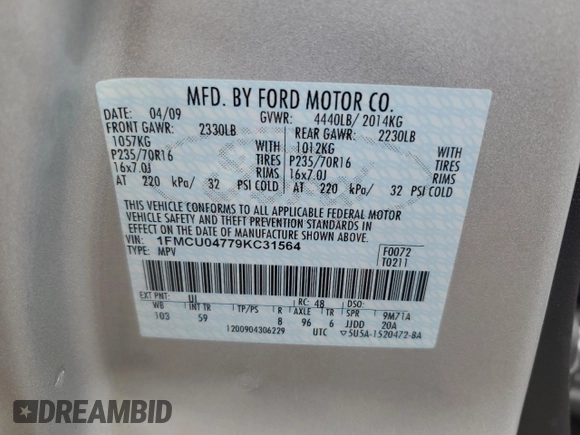 MFD. BY FORD MOTOR CO.
DATE: 04/09 GVWR: 4440LB/ 2014KG
FRONT GAWR: 2330LB REAR GAWR: 2230LB
1057KG WITH 1012KG WITH
P235/70R16 TIRES P235/70R16 TIRES
16x7.0J RIMS 16x7.0J RIMS
AT 220 kPa/ 32 PSI COLD AT 220 kPa/ 32 PSI COLD
THIS VEHICLE CONFORMS TO ALL APPLICABLE FEDERAL MOTOR
VEHICLE SAFETY AND THEFT PREVENTION STANDARDS IN
EFFECT ON THE DATE OF MANUFACTURE SHOWN ABOVE.
VIN: 1FMCU04779KC31564 F0072
TYPE: MPV T0211
EXT PNT: UJ RC: 48 DSO:
WB INT TR TP/PS R AXLE TR SPR 9M71A
103 59 8 96 6 JJDD 20A
1200904306229 UTC ▽5U5A-1520472-BA
DREAMBID